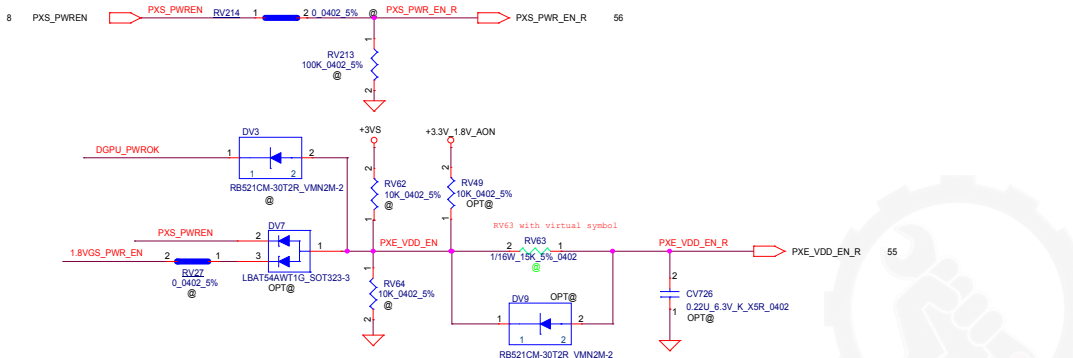 8 PXS_PWREN PXS_PWREN RV214 1 2 0_0402_5% @ PXS_PWR_EN_R PXS_PWR_EN_R 56
1
RV213
100K_0402_5%
@
2
+3VS +3.3V_1.8V_AON
DV3
DGPU_PWROK 1 2
1 2
RB521CM-30T2R_VMN2M-2
@
2
RV62
10K_0402_5%
@
1
2
RV49
10K_0402_5%
OPT@
1
DV7
PXS_PWREN 2
1.8VGS_PWR_EN 2 1 3
1
RV27
0_0402_5%
@
LBAT54AWT1G_SOT323-3
OPT@
PXE_VDD_EN
RV63 with virtual symbol
2 RV63 1
1/16W_15K_5%_0402
@
PXE_VDD_EN_R PXE_VDD_EN_R 55
1
RV64
10K_0402_5%
@
2
DV9 OPT@
1 2
1 2
RB521CM-30T2R_VMN2M-2
2
CV726
0.22U_6.3V_K_X5R_0402
OPT@
1